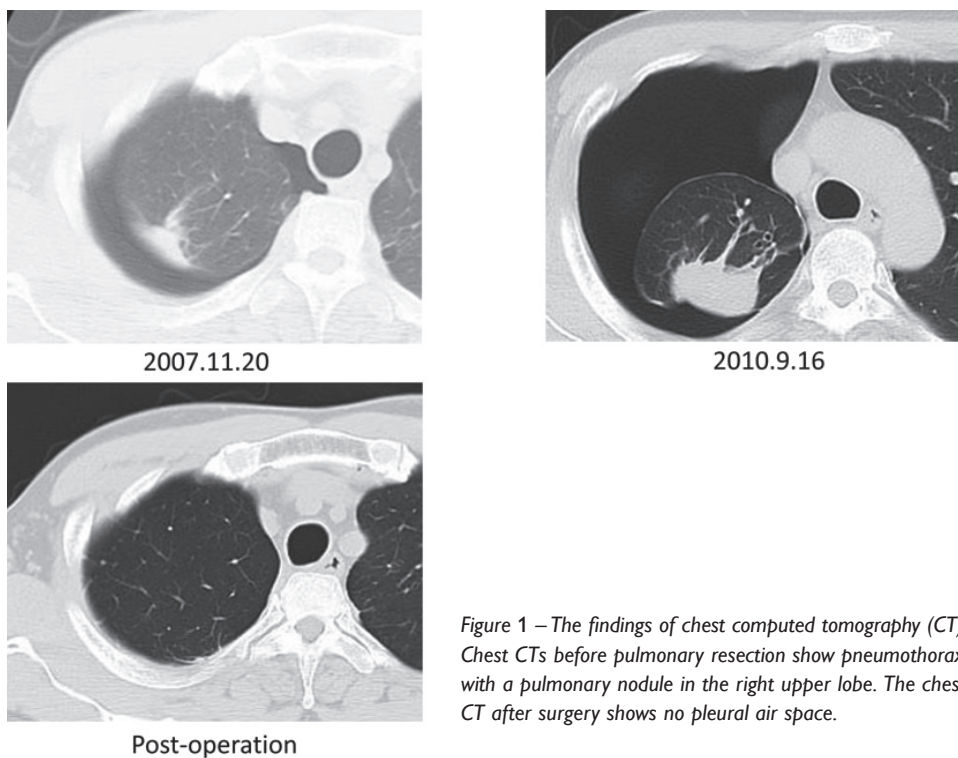 2007.11.20
2010.9.16
Post-operation
Figure 1 – The findings of chest computed tomography (CT)
Chest CTs before pulmonary resection show pneumothorax
with a pulmonary nodule in the right upper lobe. The chest
CT after surgery shows no pleural air space.